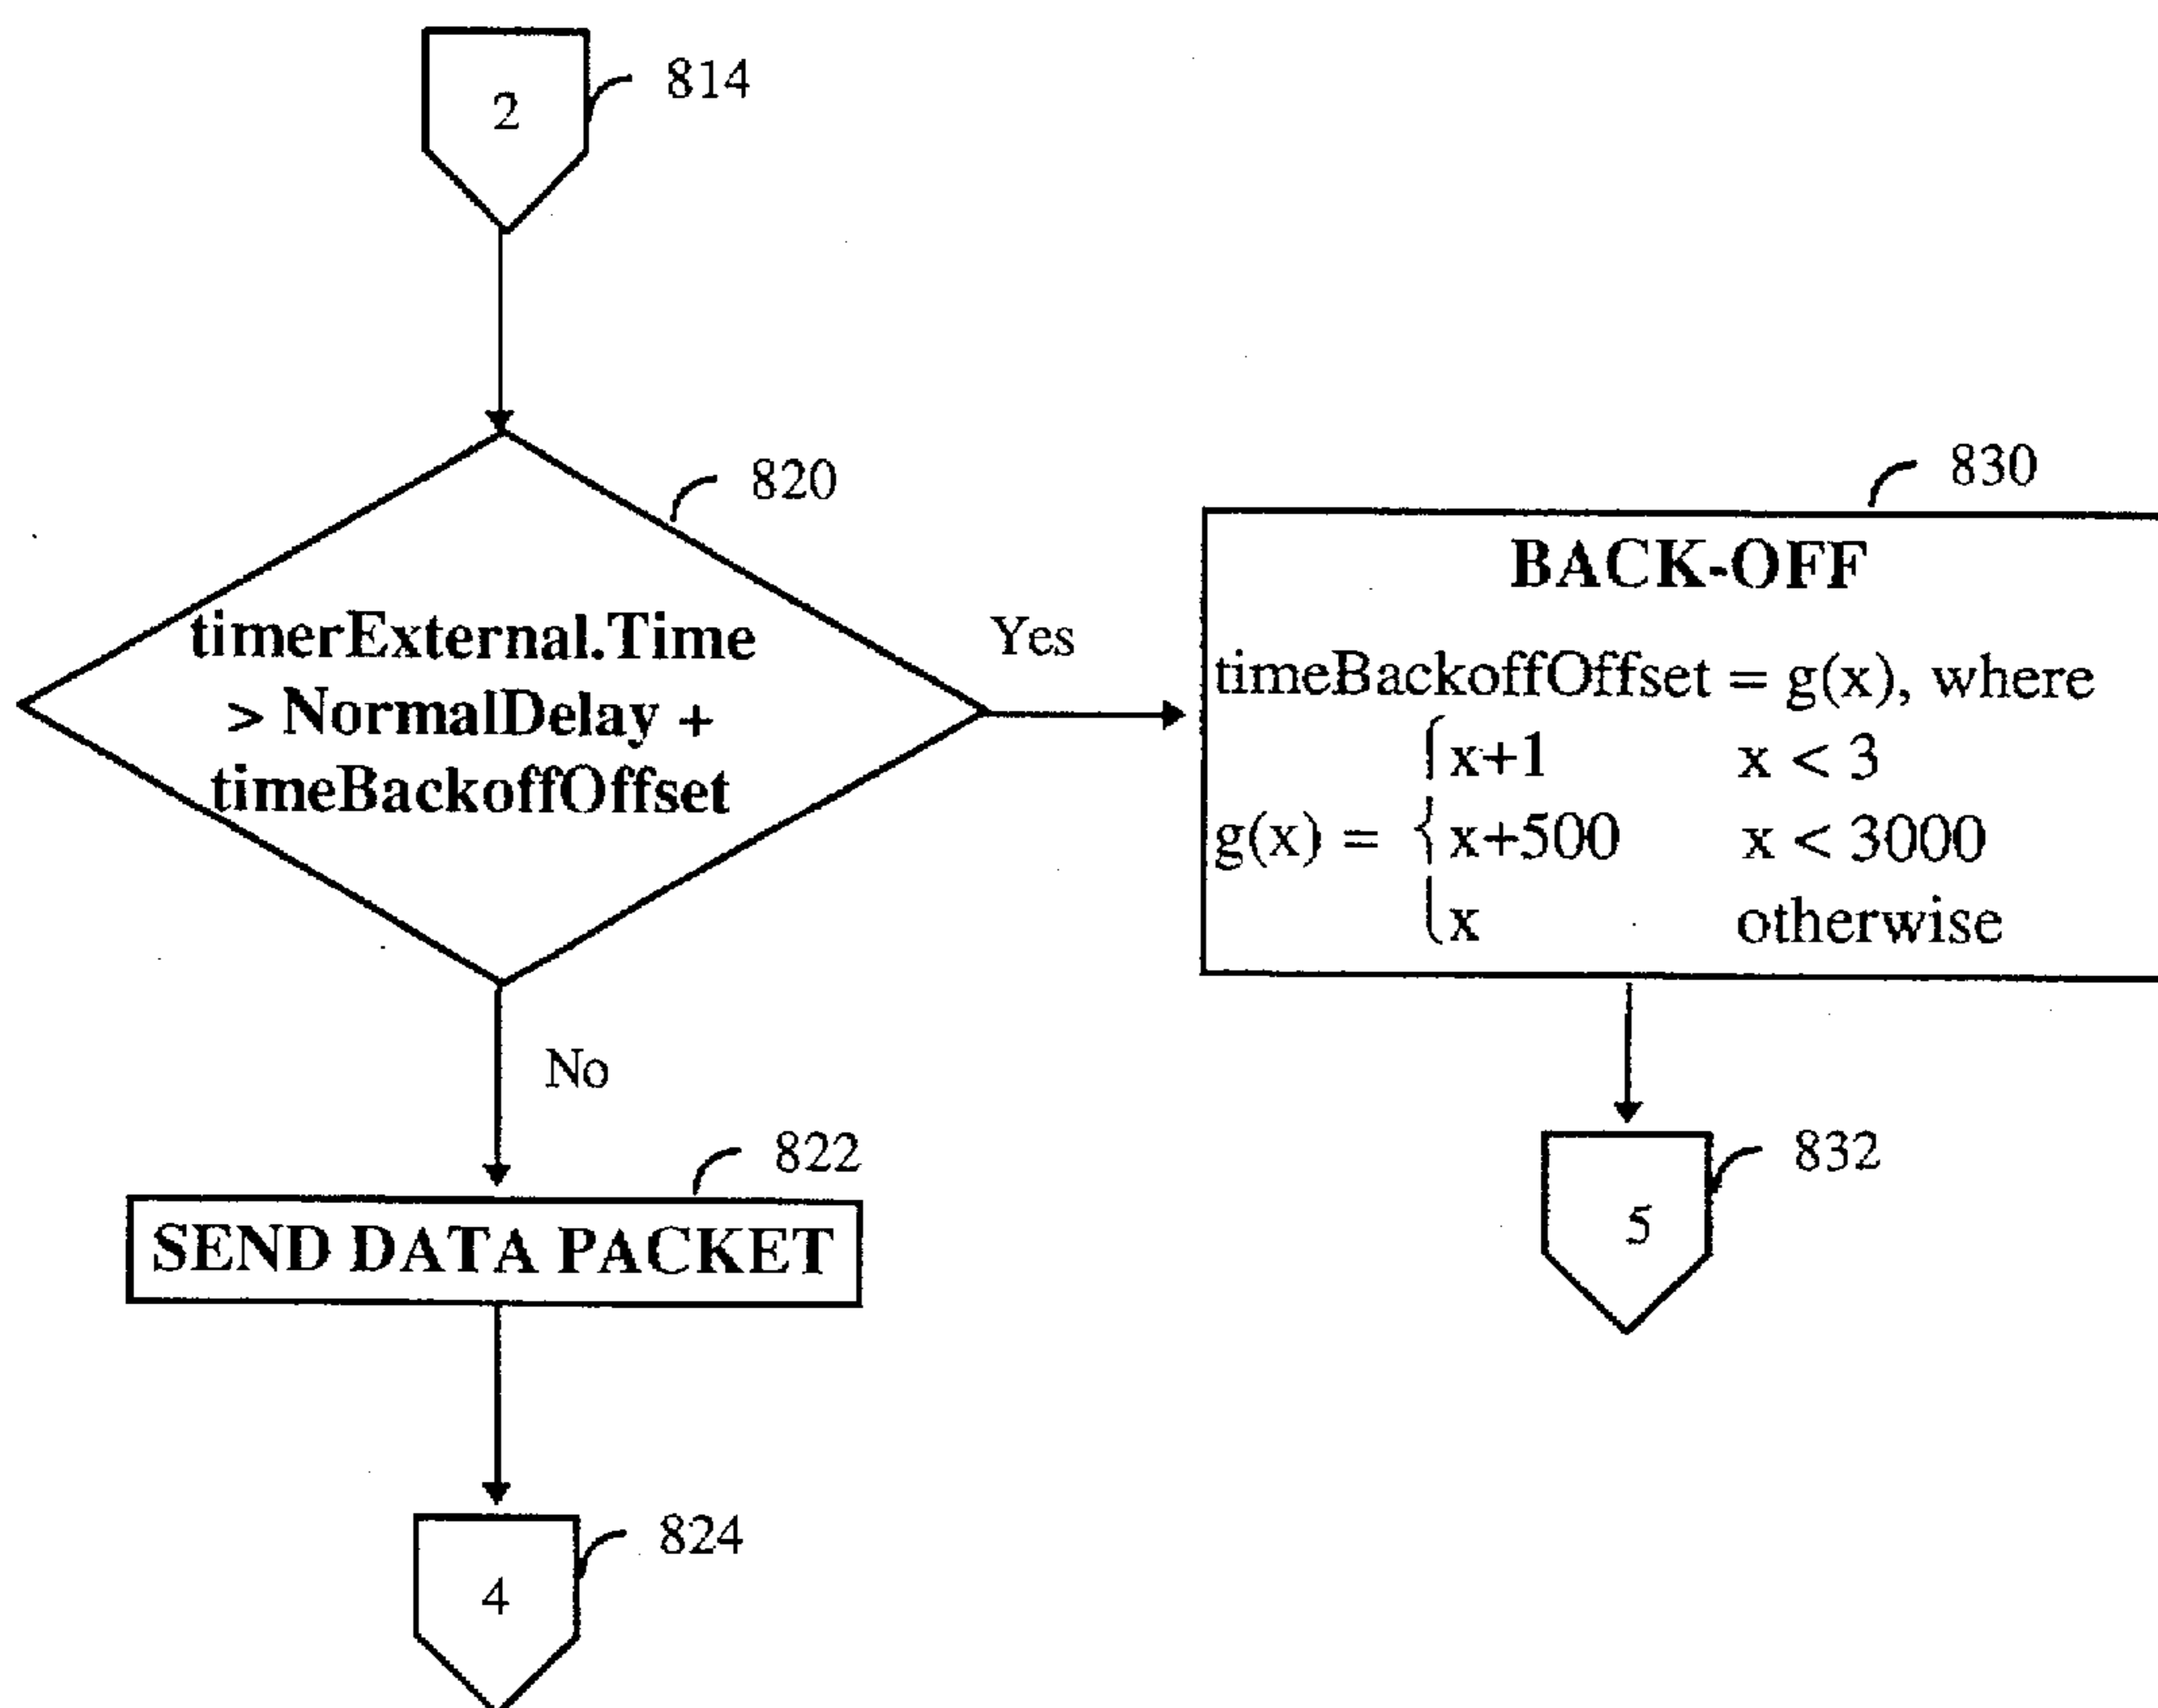 2
814
820
timerExternal.Time
> NormalDelay +
timeBackoffOffset
Yes
830
BACK-OFF
timeBackoffOffset = g(x), where
x+1 x < 3
g(x) = { x+500 x < 3000
x otherwise
No
822
SEND DATA PACKET
832
5
824
4